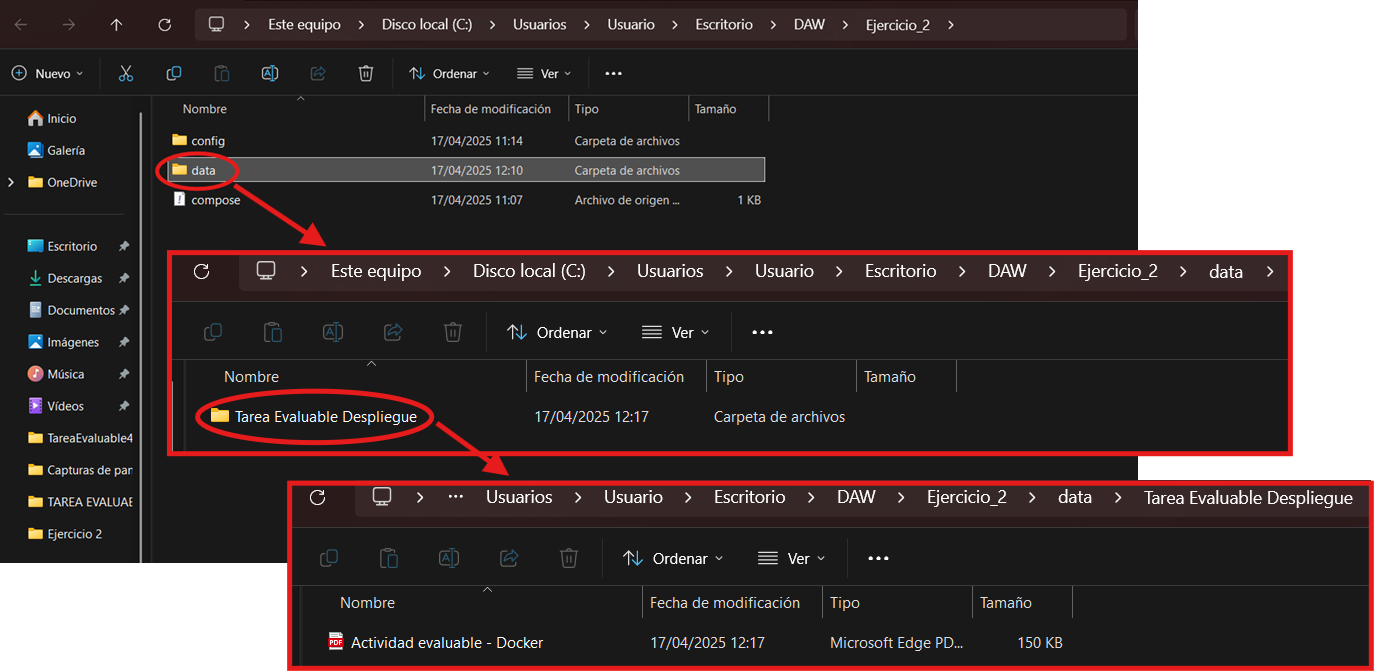 Este equipo > Disco local (C:) > Usuarios > Usuario > Escritorio > DAW > Ejercicio_2 >
Nuevo Ordenar Ver ...
Nombre Fecha de modificación Tipo Tamaño
config 17/04/2025 11:14 Carpeta de archivos
data 17/04/2025 12:10 Carpeta de archivos
compose 17/04/2025 11:07 Archivo de origen ... 1 KB
Inicio
Galería
OneDrive
Escritorio
Descargas
Documentos
Imágenes
Música
Vídeos
TareaEvaluable4
Capturas de par
TAREA EVALUAE
Ejercicio 2
Este equipo > Disco local (C:) > Usuarios > Usuario > Escritorio > DAW > Ejercicio_2 > data >
Ordenar Ver ...
Nombre Fecha de modificación Tipo Tamaño
Tarea Evaluable Despliegue 17/04/2025 12:17 Carpeta de archivos
> ... Usuarios > Usuario > Escritorio > DAW > Ejercicio_2 > data > Tarea Evaluable Despliegue
Ordenar Ver ...
Nombre Fecha de modificación Tipo Tamaño
PDF Actividad evaluable - Docker 17/04/2025 12:17 Microsoft Edge PD... 150 KB